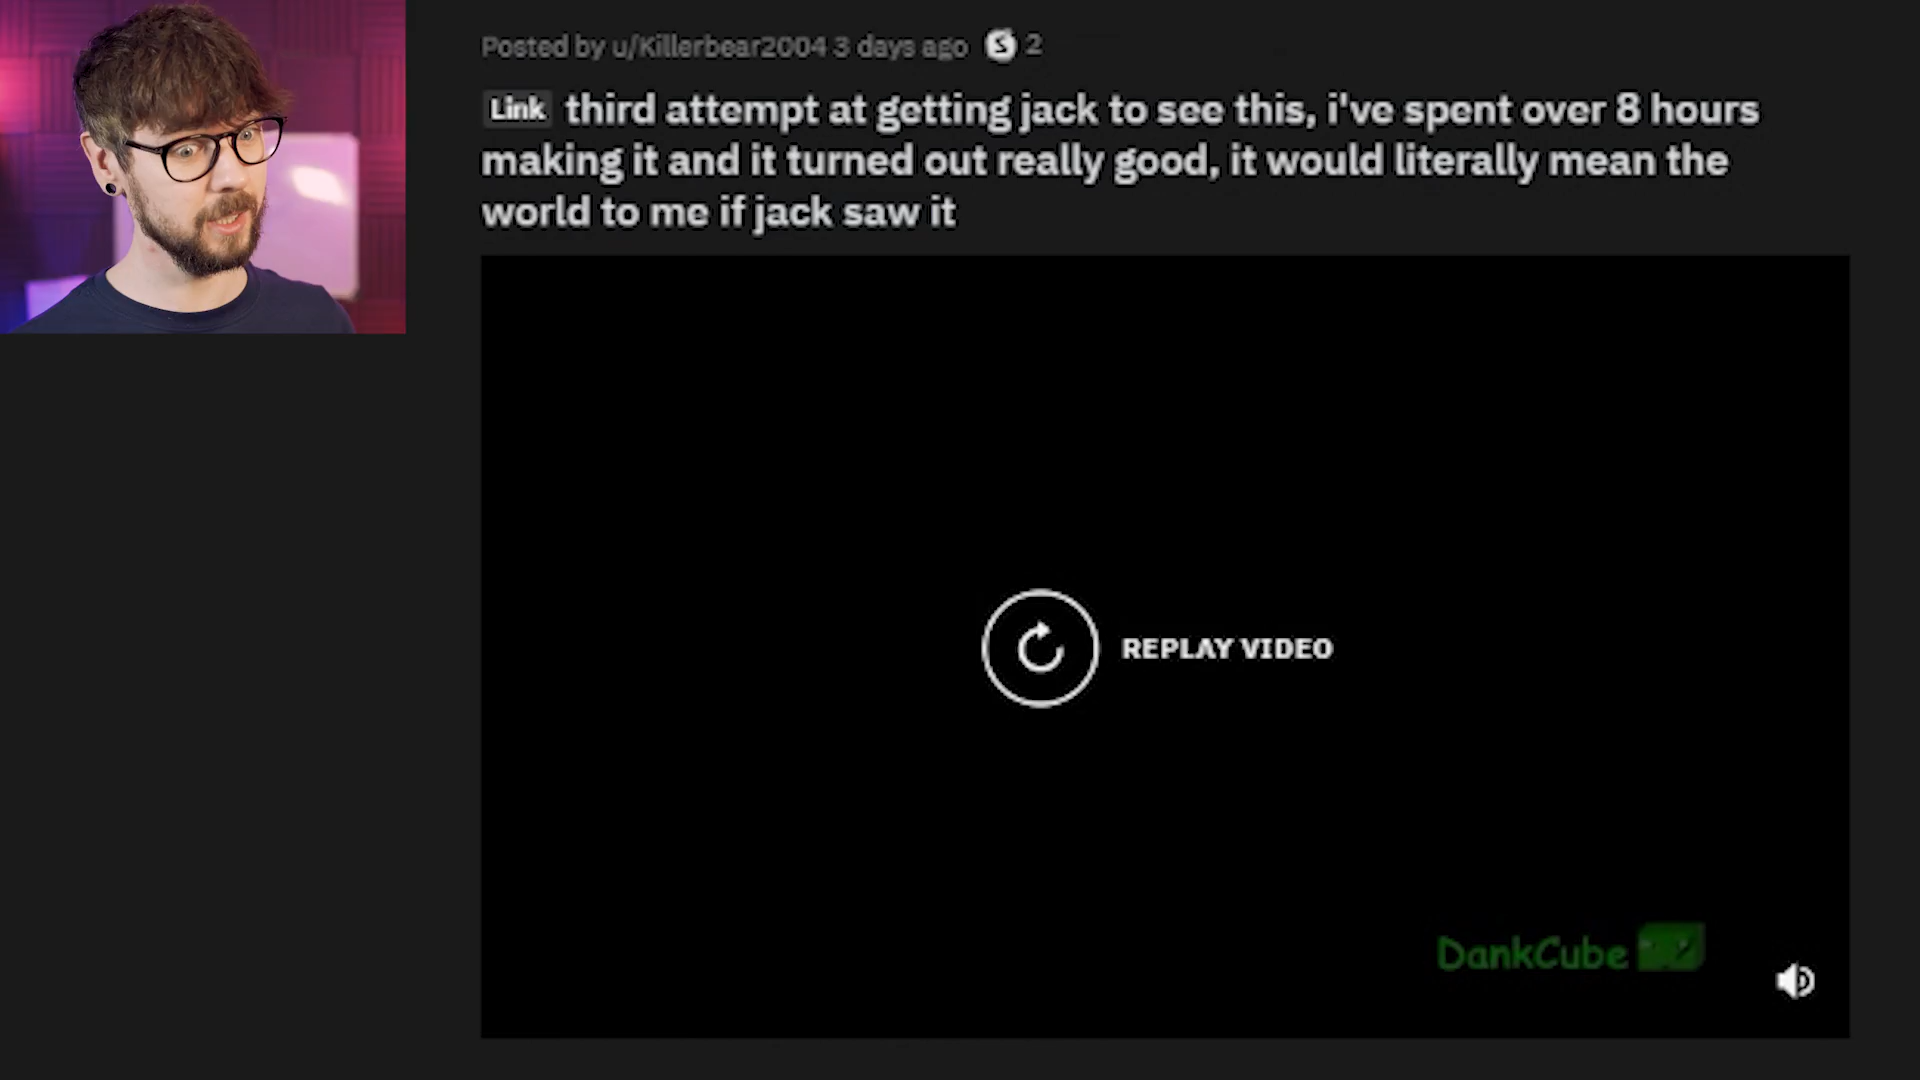 Posted by u/Killerbear2004 3 days ago S 2
Link third attempt at getting jack to see this, i've spent over 8 hours
making it and it turned out really good, it would literally mean the
world to me if jack saw it
REPLAY VIDEO
DankCube